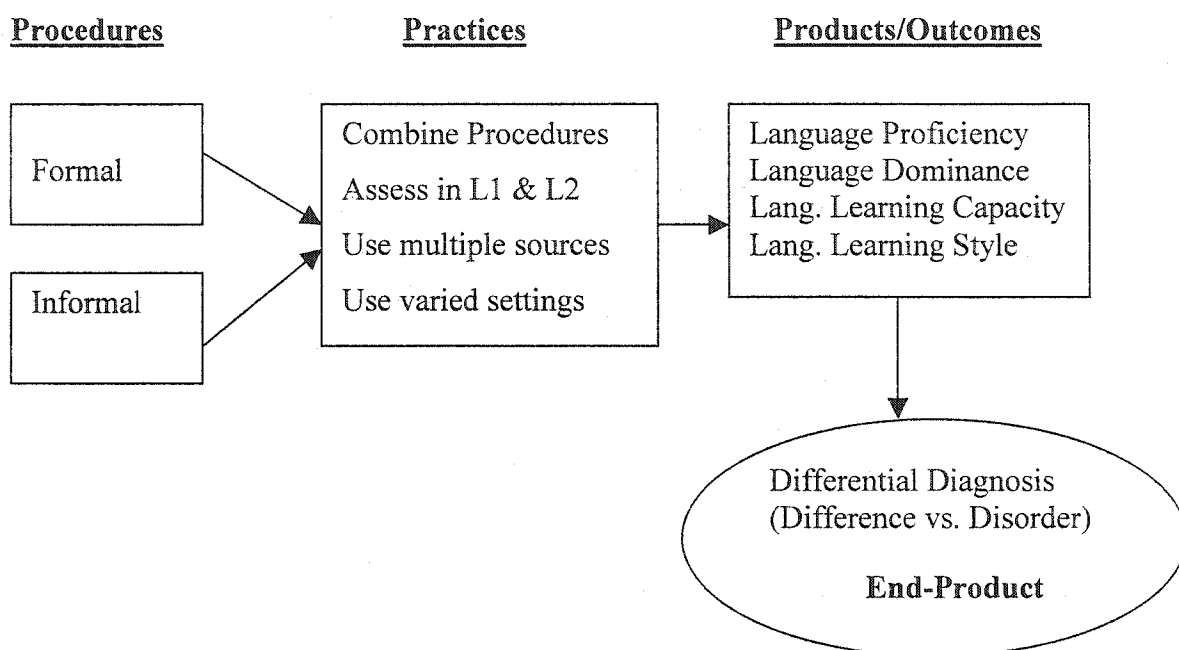 Procedures
Practices
Products/Outcomes
Formal
Informal
Combine Procedures
Assess in L1 & L2
Use multiple sources
Use varied settings
Language Proficiency
Language Dominance
Lang. Learning Capacity
Lang. Learning Style
Differential Diagnosis
(Difference vs. Disorder)
End-Product